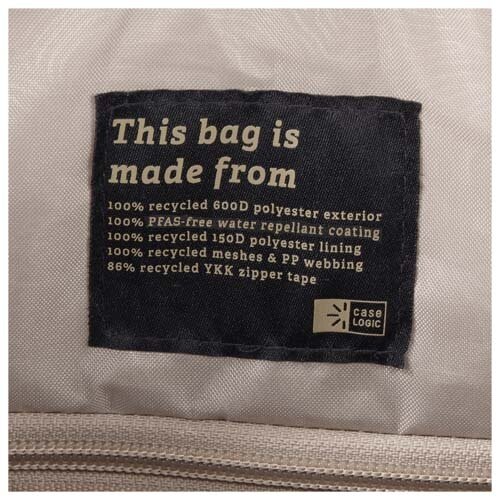 This bag is
made from
100% recycled 600D polyester exterior
100% PFAS-free water repellant coating
100% recycled 150D polyester lining
100% recycled meshes & PP webbing
86% recycled YKK zipper tape
case
LOGIC